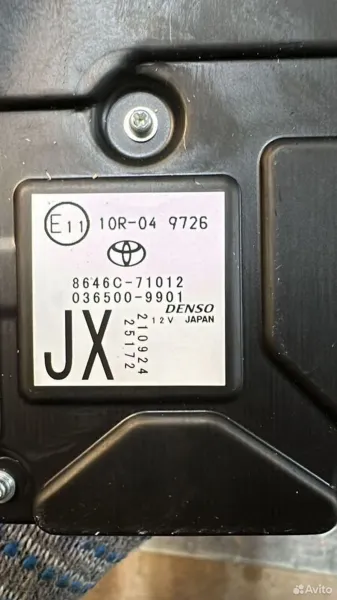 E11 10R-04 9726
8646C-71012
036500-9901
DENSO
12V JAPAN
JX
210924
25172
Avito